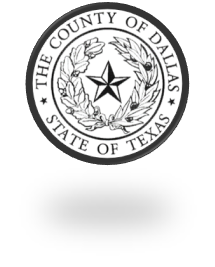 THE COUNTY OF DALLAS
STATE OF TEXAS